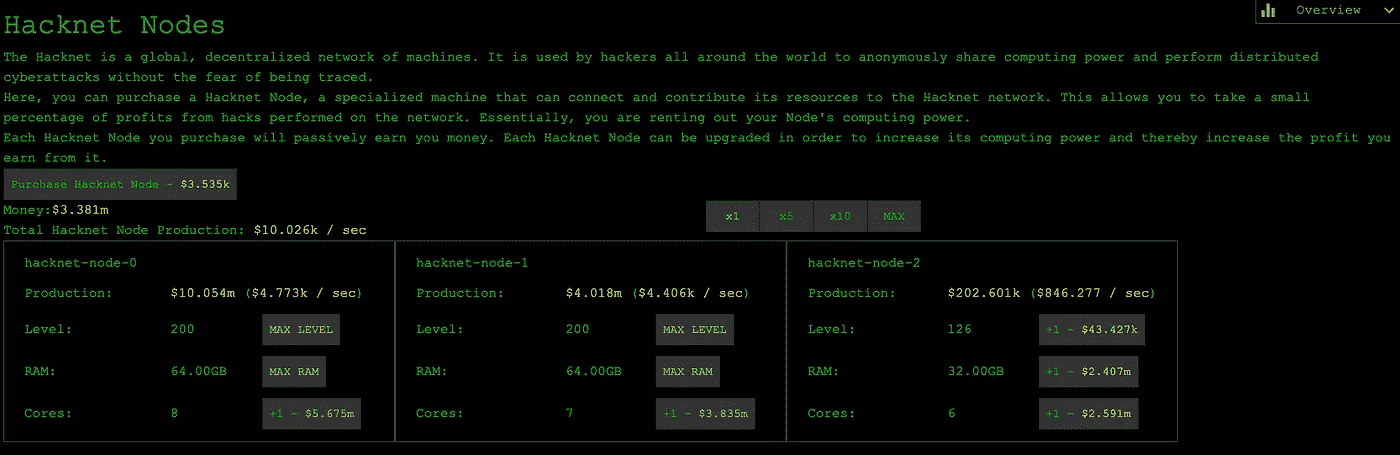 Overview
Hacknet Nodes
The Hacknet is a global, decentralized network of machines. It is used by hackers all around the world to anonymously share computing power and perform distributed
cyberattacks without the fear of being traced.
Here, you can purchase a Hacknet Node, a specialized machine that can connect and contribute its resources to the Hacknet network. This allows you to take a small
percentage of profits from hacks performed on the network. Essentially, you are renting out your Node's computing power.
Each Hacknet Node you purchase will passively earn you money. Each Hacknet Node can be upgraded in order to increase its computing power and thereby increase the profit you
earn from it.
Purchase Hacknet Node - $3.535k
Money:$3.381m
Total Hacknet Node Production: $10.026k / sec
x1 x5 x10 MAX
hacknet-node-0
Production: $10.054m ($4.773k / sec)
Level: 200 MAX LEVEL
RAM: 64.00GB MAX RAM
Cores: 8 +1 - $5.675m
hacknet-node-1
Production: $4.018m ($4.406k / sec)
Level: 200 MAX LEVEL
RAM: 64.00GB MAX RAM
Cores: 7 +1 - $3.835m
hacknet-node-2
Production: $202.601k ($846.277 / sec)
Level: 126 +1 - $43.427k
RAM: 32.00GB +1 - $2.407m
Cores: 6 +1 - $2.591m